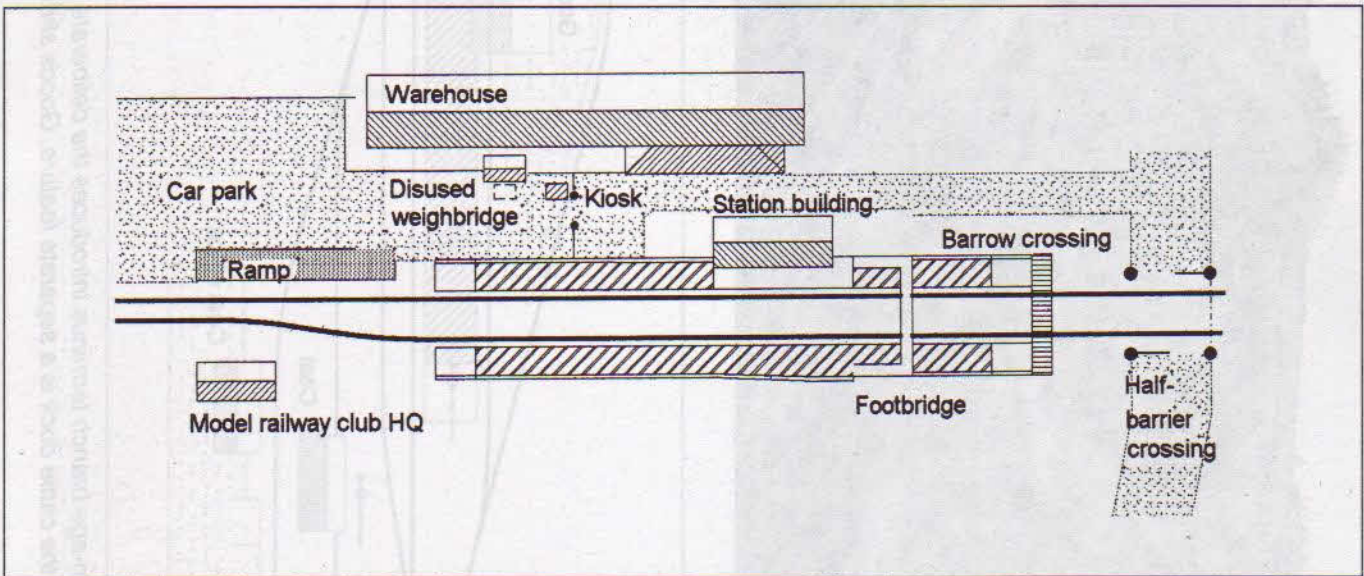 Warehouse
Car park
Disused
weighbridge
Kiosk
Station building
Barrow crossing
Ramp
Model railway club HQ
Footbridge
Half-
barrier
crossing